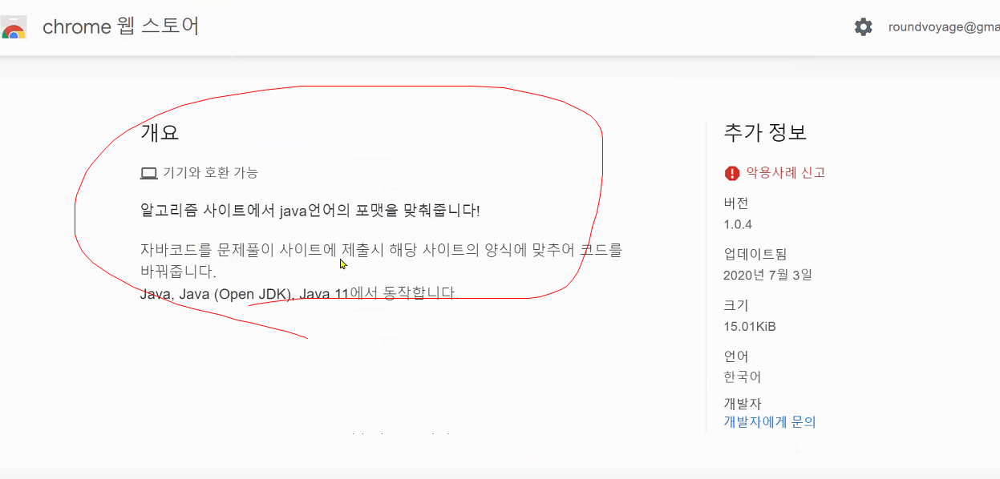 chrome 웹 스토어
roundvoyage@gma
개요
기기와 호환 가능
알고리즘 사이트에서 java언어의 포맷을 맞춰줍니다!
자바코드를 문제풀이 사이트에 제출시 해당 사이트의 양식에 맞추어 코드를
바꿔줍니다.
Java, Java (Open JDK), Java 11에서 동작합니다.
추가 정보
악용사례 신고
버전
1.0.4
업데이트됨
2020년 7월 3일
크기
15.01KiB
언어
한국어
개발자
개발자에게 문의